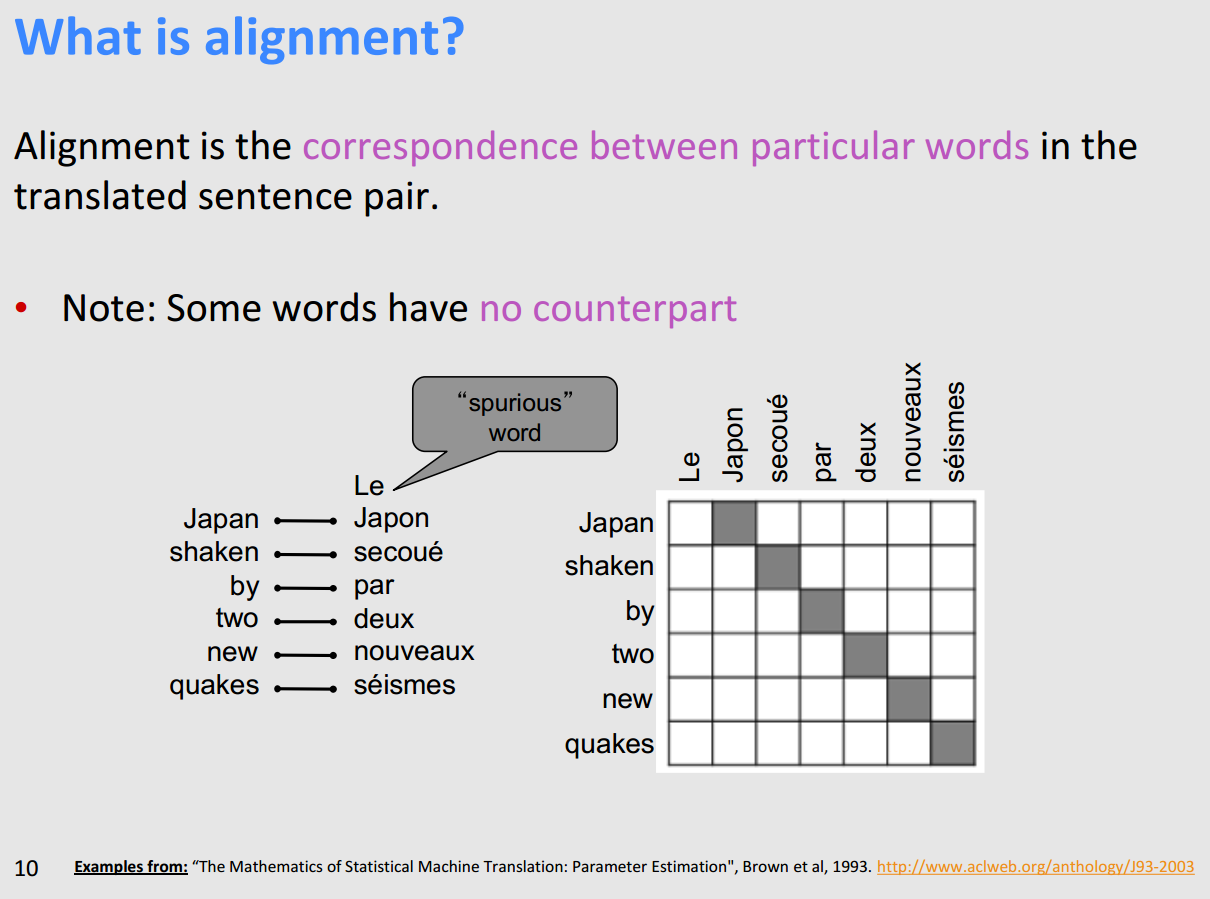 What is alignment?
Alignment is the correspondence between particular words in the
translated sentence pair.
• Note: Some words have no counterpart
“spurious”
word
Le
Japan Japon
shaken secoué
by par
two deux
new nouveaux
quakes séismes
Le Japon secoué par deux nouveaux séismes
Japan
shaken
by
two
new
quakes
10 Examples from: “The Mathematics of Statistical Machine Translation: Parameter Estimation", Brown et al, 1993. http://www.aclweb.org/anthology/J93-2003